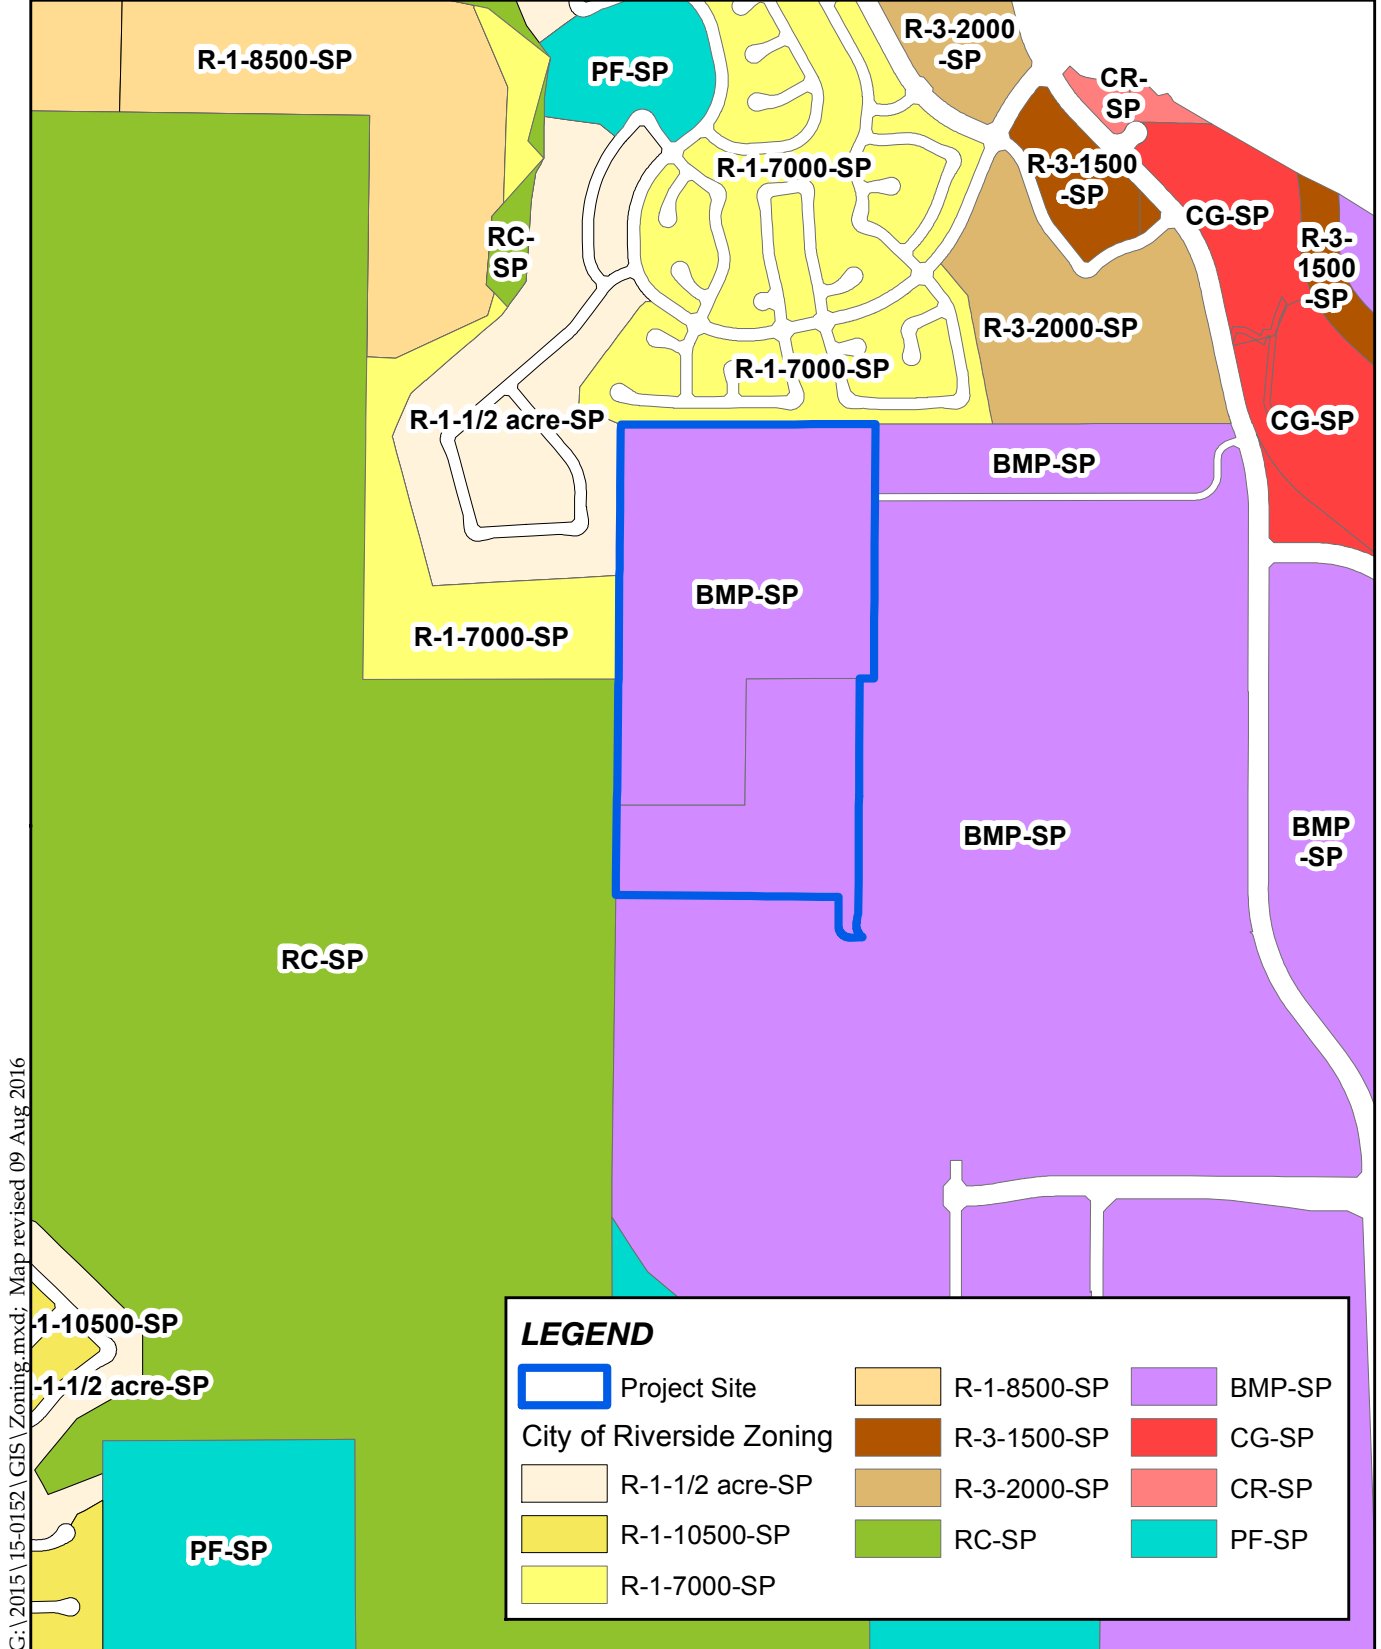 R-1-8500-SP
PF-SP
R-3-2000
-SP
CR-
SP
R-1-7000-SP
R-3-1500
-SP
CG-SP
RC-
SP
R-3-
1500
-SP
R-3-2000-SP
R-1-7000-SP
R-1-1/2 acre-SP
CG-SP
BMP-SP
BMP-SP
R-1-7000-SP
BMP-SP
BMP
-SP
RC-SP
-1-10500-SP
-1-1/2 acre-SP
PF-SP
G:\2015\15-0152\GIS\Zoning.mxd; Map revised 09 Aug 2016
LEGEND
Project Site
City of Riverside Zoning
R-1-1/2 acre-SP
R-1-10500-SP
R-1-7000-SP
R-1-8500-SP
R-3-1500-SP
R-3-2000-SP
RC-SP
BMP-SP
CG-SP
CR-SP
PF-SP